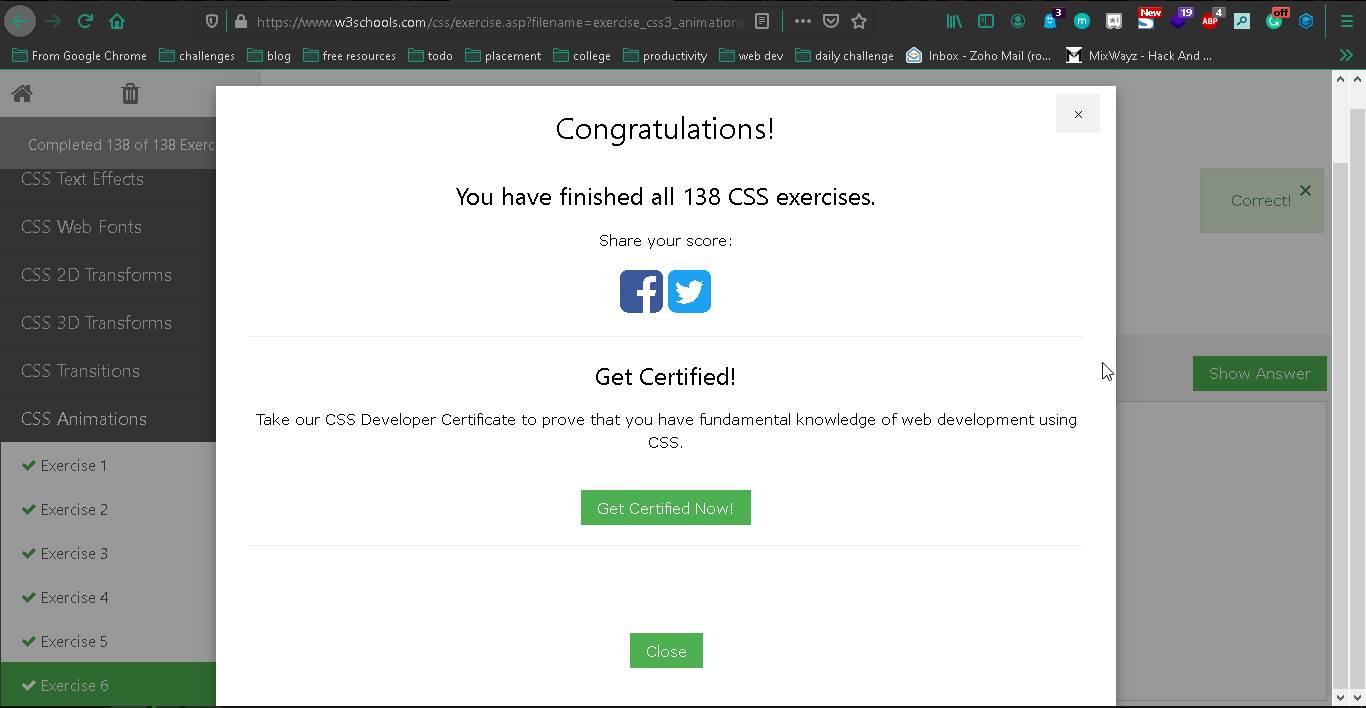 https://www.w3schools.com/css/exercise.asp?filename=exercise_css3_animations
3
m
New
19
4
ABP
off
From Google Chrome
challenges
blog
free resources
todo
placement
college
productivity
web dev
daily challenge
Inbox - Zoho Mail (ro...
MixWayz - Hack And ...
Completed 138 of 138 Exerc
CSS Text Effects
CSS Web Fonts
CSS 2D Transforms
CSS 3D Transforms
CSS Transitions
CSS Animations
Exercise 1
Exercise 2
Exercise 3
Exercise 4
Exercise 5
Exercise 6
×
Congratulations!
You have finished all 138 CSS exercises.
Share your score:
Get Certified!
Take our CSS Developer Certificate to prove that you have fundamental knowledge of web development using
CSS.
Get Certified Now!
Close
Correct!
×
Show Answer